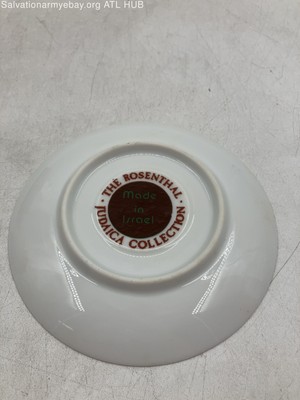 Salvationarmyebay.org ATL HUB
· THE ROSENTHAL ·
Made
in
Israel
JUDAICA COLLECTION